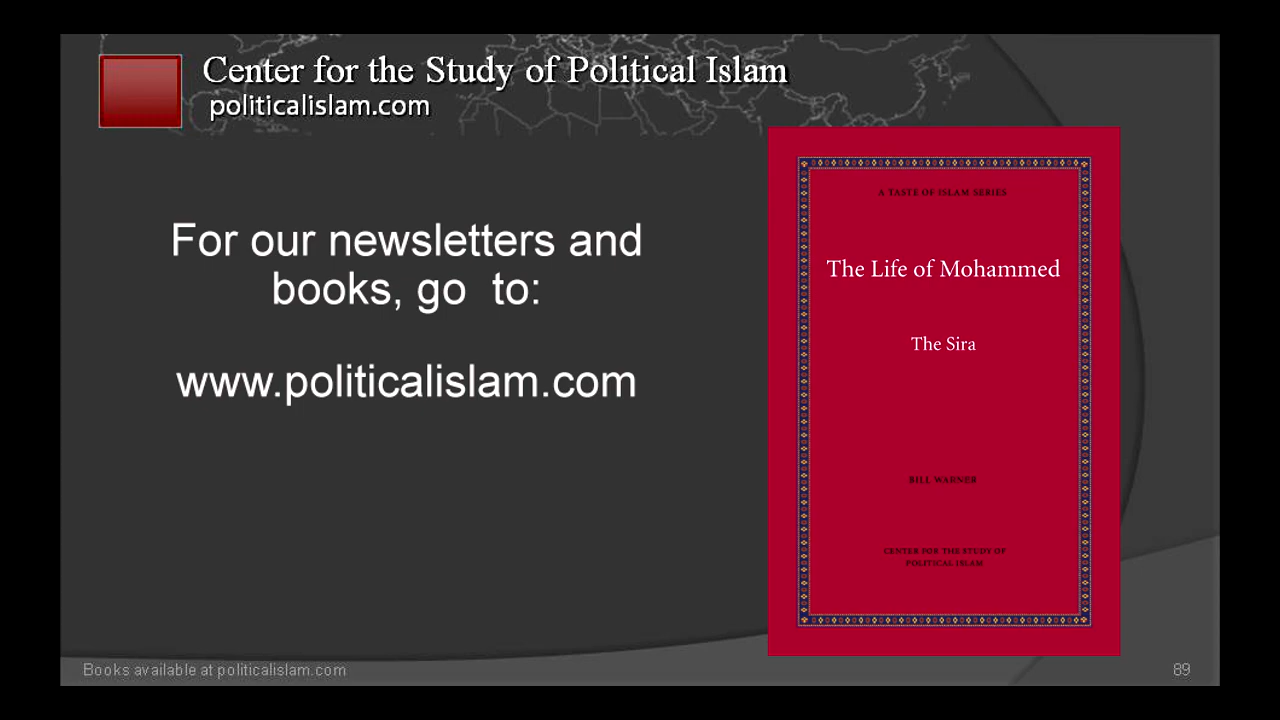 Center for the Study of Political Islam
politicalislam.com
For our newsletters and
books, go to:
www.politicalislam.com
A TASTE OF ISLAM SERIES
The Life of Mohammed
The Sira
BILL WARNER
CENTER FOR THE STUDY OF
POLITICAL ISLAM
Books available at politicalislam.com
89